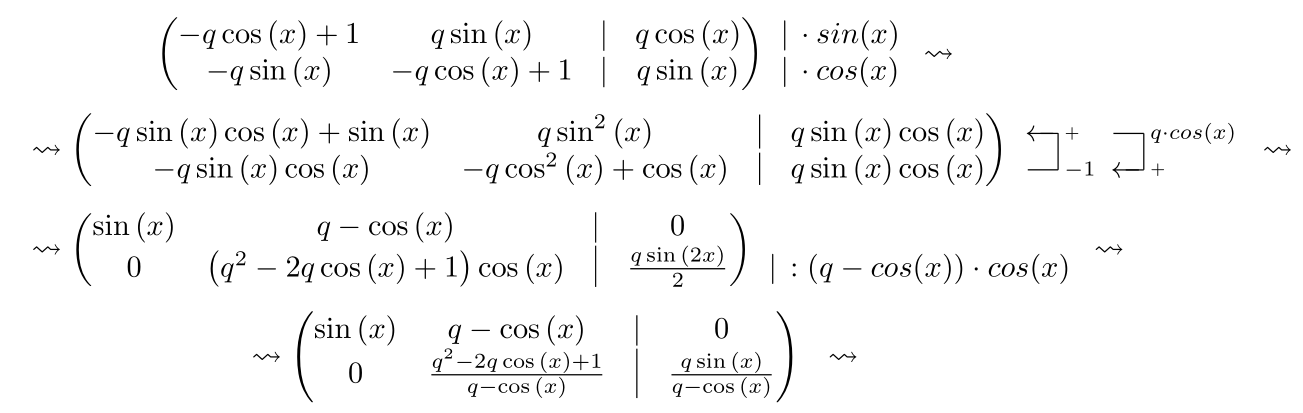 (−q cos (x) + 1 q sin (x) | q cos (x)) | · sin(x) ⇝
(−q sin (x) −q cos (x) + 1 | q sin (x)) | · cos(x)
⇝ (−q sin (x) cos (x) + sin (x) q sin² (x) | q sin (x) cos (x)) ← + q·cos(x) ⇝
(−q sin (x) cos (x) −q cos² (x) + cos (x) | q sin (x) cos (x)) −1 ← +
⇝ (sin (x) q − cos (x) | 0) ⇝
(0 (q² − 2q cos (x) + 1) cos (x) | q sin (2x)/2) | : (q − cos(x)) · cos(x)
⇝ (sin (x) q − cos (x) | 0) ⇝
(0 q²−2q cos (x)+1/q−cos (x) | q sin (x)/q−cos (x))